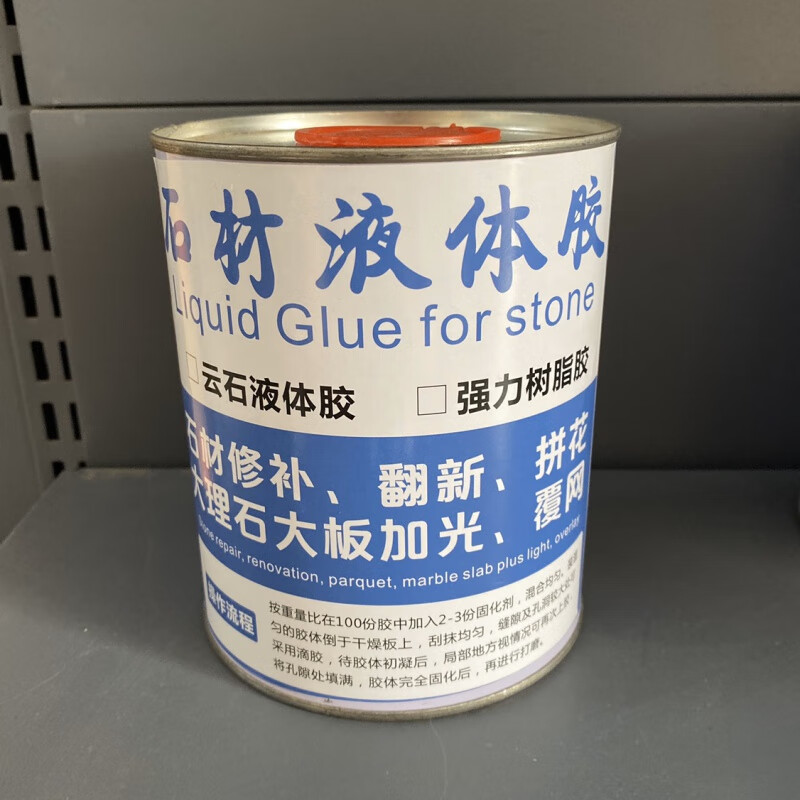 石材液体胶
Liquid Glue for stone
□云石液体胶 □强力树脂胶
石材修补、翻新、拼花
大理石大板加光、覆网
Stone repair, renovation, parquet, marble slab plus light, overlay
操作流程
按重量比在100份胶中加入2-3份固化剂,混合均匀。
匀的胶体倒于干燥板上,刮抹均匀,缝隙及孔洞较大处可
采用滴胶,待胶体初凝后,局部地方视情况可再次上胶
将孔隙处填满,胶体完全固化后,再进行打磨。